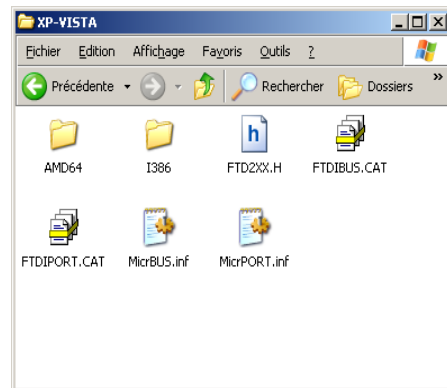 XP-VISTA
Fichier Edition Affichage Favoris Outils ?
Précédente Rechercher Dossiers »
h
AMD64 I386 FTD2XX.H FTDIBUS.CAT
FTDIPORT.CAT MicrBUS.inf MicrPORT.inf